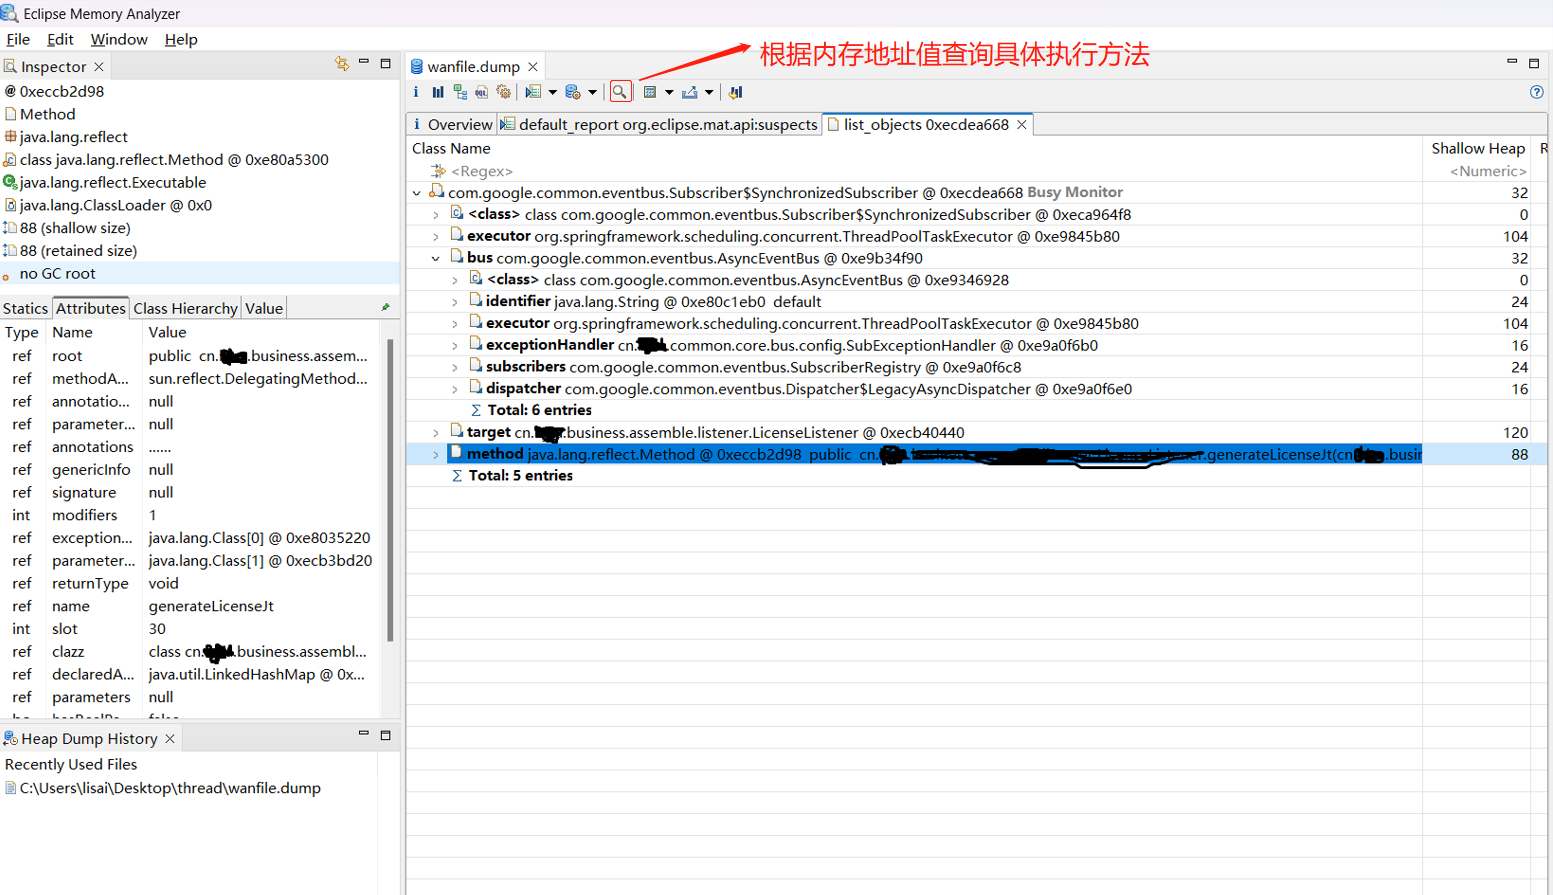 Eclipse Memory Analyzer
File Edit Window Help
Inspector
@ 0xeccb2d98
Method
java.lang.reflect
class java.lang.reflect.Method @ 0xe80a5300
java.lang.reflect.Executable
java.lang.ClassLoader @ 0x0
88 (shallow size)
88 (retained size)
no GC root
Statics Attributes Class Hierarchy Value
Type Name Value
ref root public cn. .business.assem...
ref methodA... sun.reflect.DelegatingMethod...
ref annotatio... null
ref parameter... null
ref annotations ......
ref genericInfo null
ref signature null
int modifiers 1
ref exception... java.lang.Class[0] @ 0xe8035220
ref parameter... java.lang.Class[1] @ 0xecb3bd20
ref returnType void
ref name generateLicenseJt
int slot 30
ref clazz class cn. .business.assembl...
ref declaredA... java.util.LinkedHashMap @ 0x...
ref parameters null
Heap Dump History
Recently Used Files
C:\Users\lisai\Desktop\thread\wanfile.dump
wanfile.dump
根据内存地址值查询具体执行方法
Overview default_report org.eclipse.mat.api:suspects list_objects 0xecdea668
Class Name Shallow Heap R
<Regex> <Numeric>
com.google.common.eventbus.Subscriber$SynchronizedSubscriber @ 0xecdea668 Busy Monitor 32
<class> class com.google.common.eventbus.Subscriber$SynchronizedSubscriber @ 0xeca964f8 0
executor org.springframework.scheduling.concurrent.ThreadPoolTaskExecutor @ 0xe9845b80 104
bus com.google.common.eventbus.AsyncEventBus @ 0xe9b34f90 32
<class> class com.google.common.eventbus.AsyncEventBus @ 0xe9346928 0
identifier java.lang.String @ 0xe80c1eb0 default 24
executor org.springframework.scheduling.concurrent.ThreadPoolTaskExecutor @ 0xe9845b80 104
exceptionHandler cn. .common.core.bus.config.SubExceptionHandler @ 0xe9a0f6b0 16
subscribers com.google.common.eventbus.SubscriberRegistry @ 0xe9a0f6c8 24
dispatcher com.google.common.eventbus.Dispatcher$LegacyAsyncDispatcher @ 0xe9a0f6e0 16
Σ Total: 6 entries
target cn. .business.assemble.listener.LicenseListener @ 0xecb40440 120
method java.lang.reflect.Method @ 0xeccb2d98 public cn. .generateLicenseJt(cn .busin 88
Σ Total: 5 entries